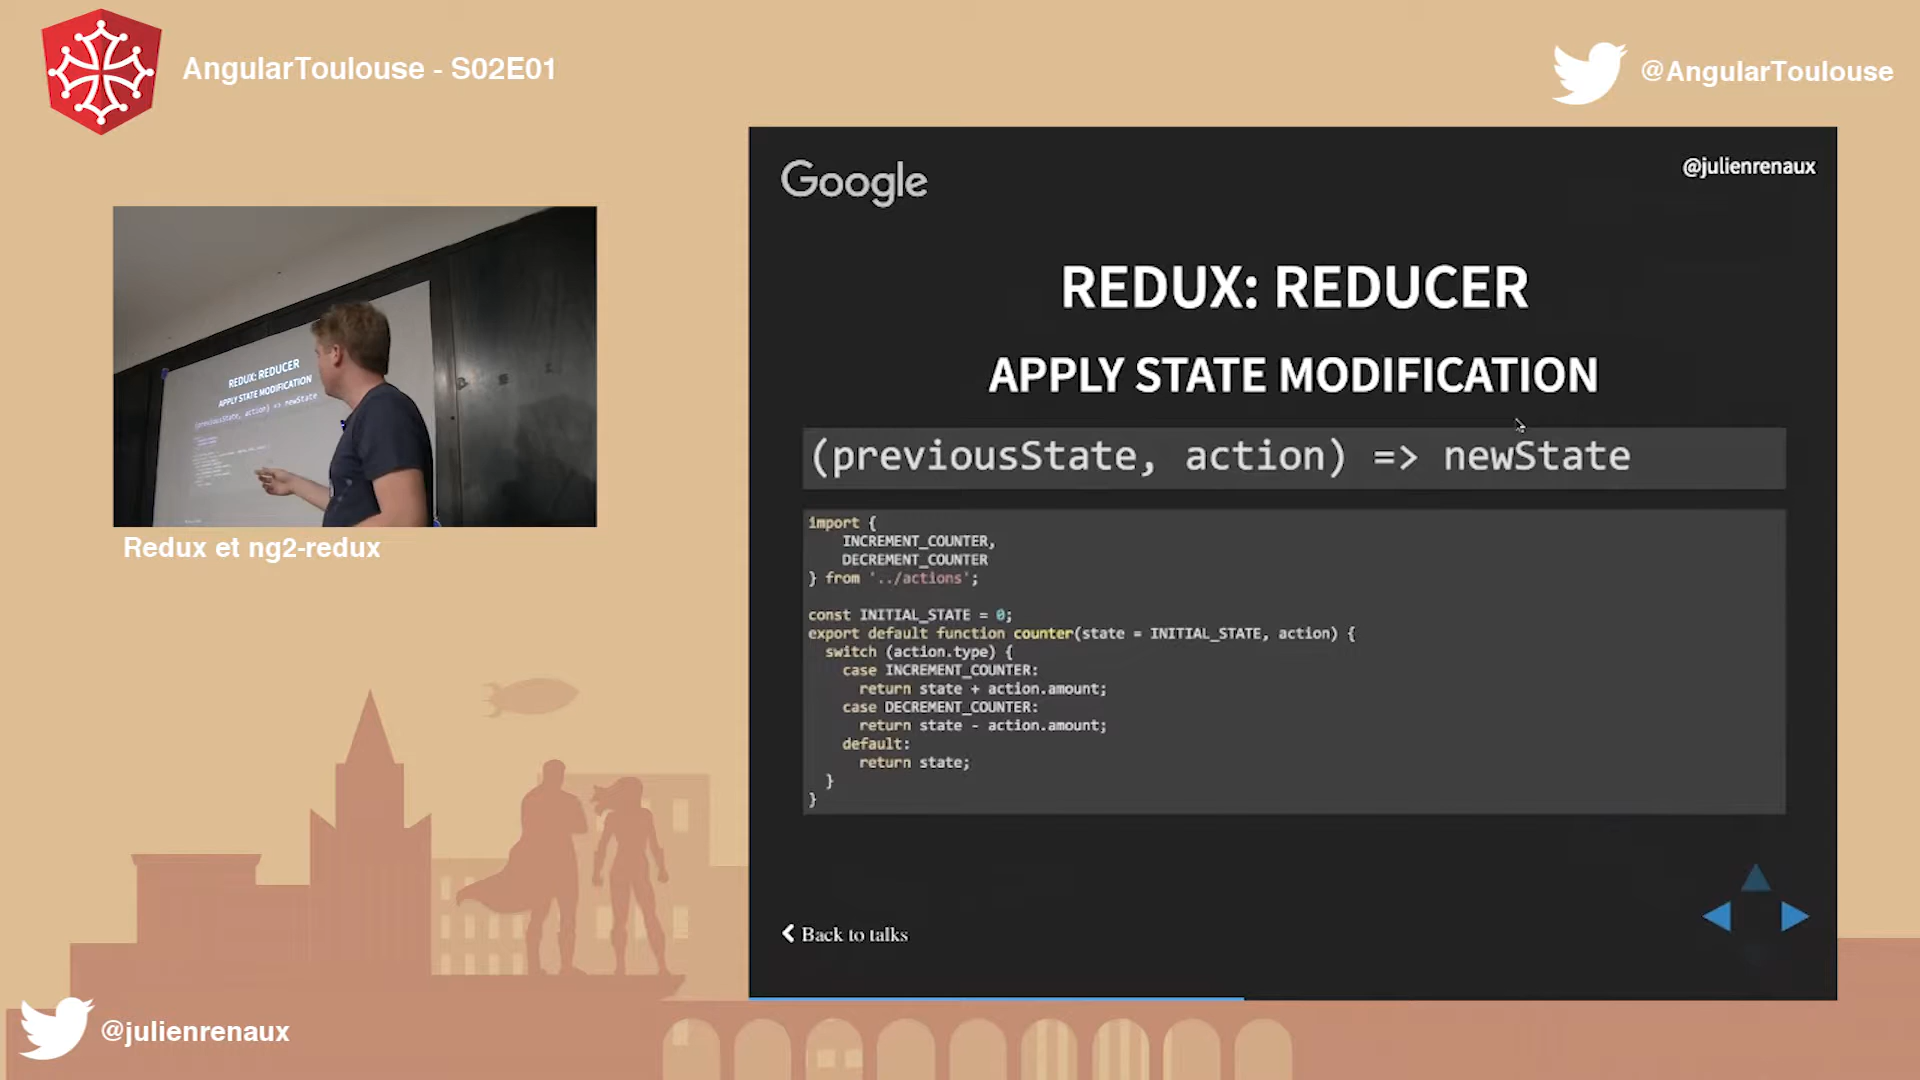 AngularToulouse - S02E01
@AngularToulouse
Google
@julienrenaux
REDUX: REDUCER
APPLY STATE MODIFICATION
(previousState, action) => newState
import {
    INCREMENT_COUNTER,
    DECREMENT_COUNTER
} from '../actions';
const INITIAL_STATE = 0;
export default function counter(state = INITIAL_STATE, action) {
  switch (action.type) {
    case INCREMENT_COUNTER:
      return state + action.amount;
    case DECREMENT_COUNTER:
      return state - action.amount;
    default:
      return state;
  }
}
Back to talks
REDUX: REDUCER
APPLY STATE MODIFICATION
(previousState, action) => newState
Redux et ng2-redux
@julienrenaux